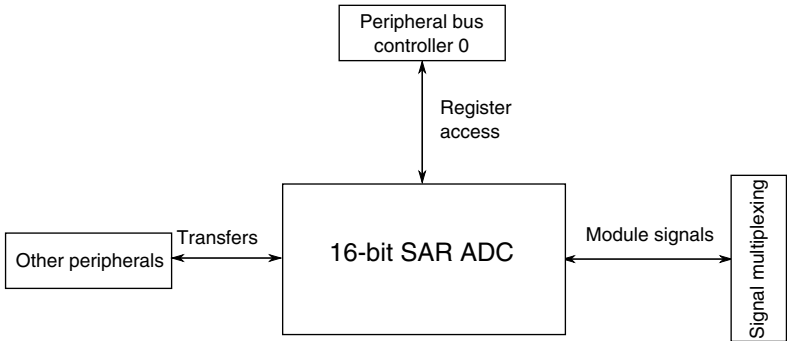 Peripheral bus
controller 0
Register
access
Other peripherals
Transfers
16-bit SAR ADC
Module signals
Signal multiplexing